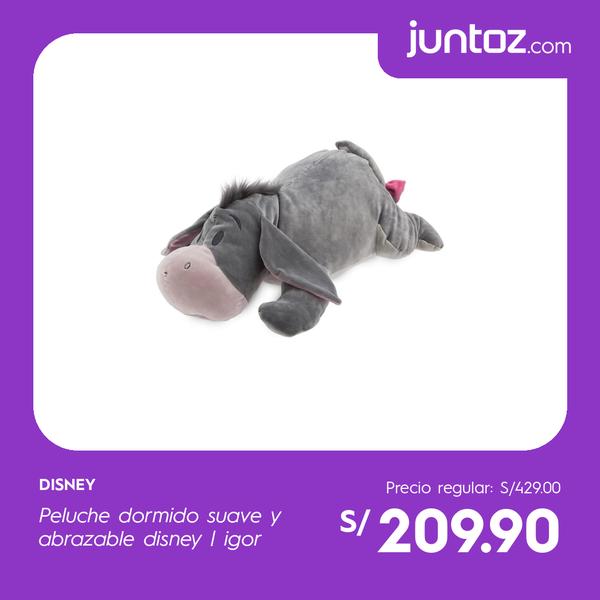 juntoz.com
DISNEY
Peluche dormido suave y
abrazable disney | igor
Precio regular: S/429.00
S/ 209.90